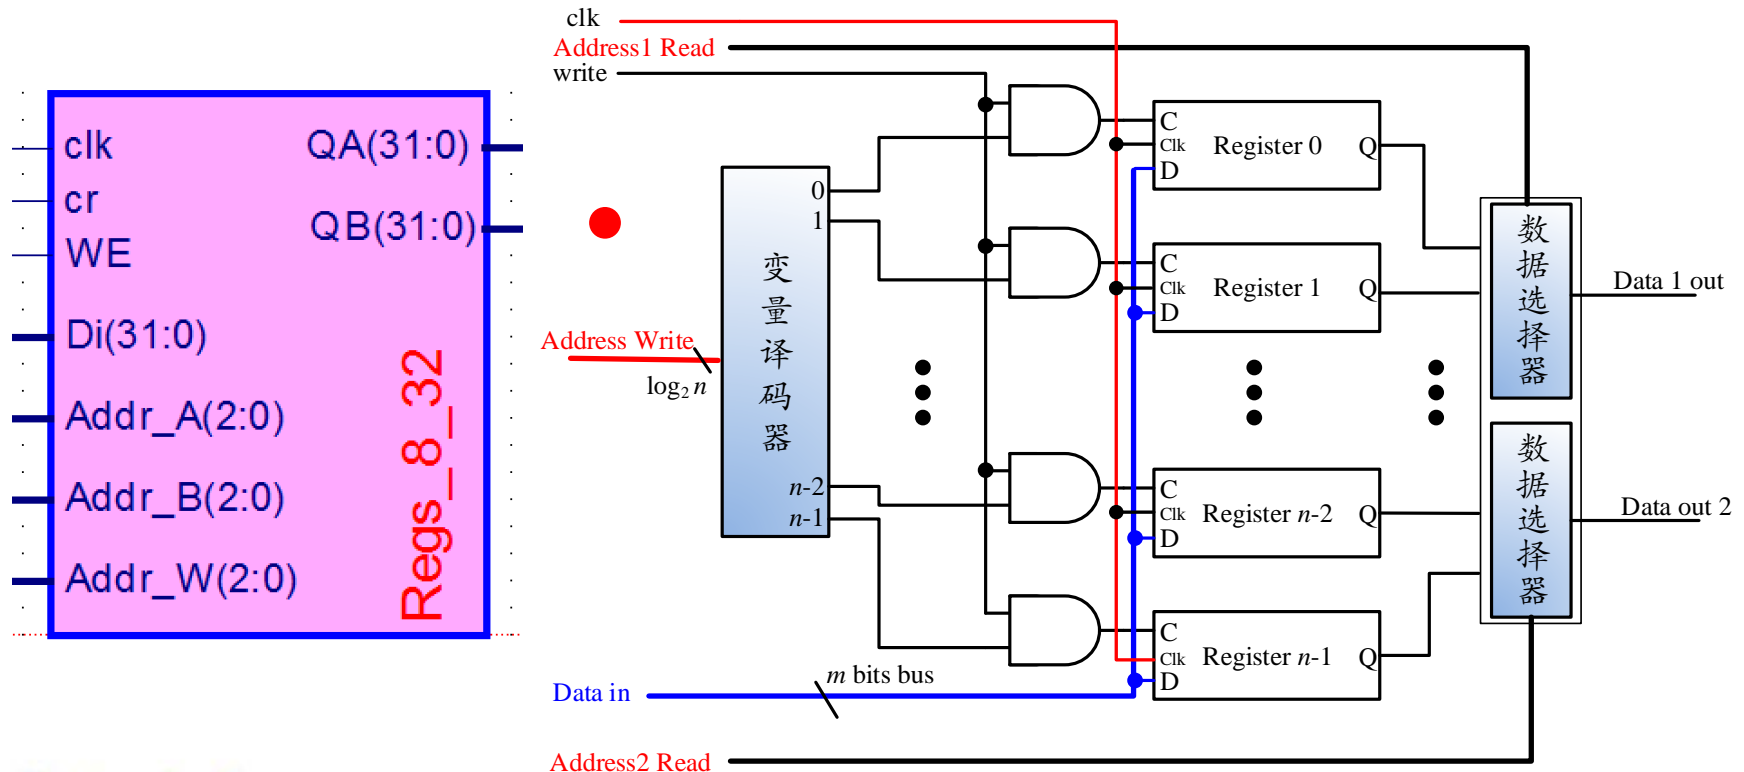 clk
cr
WE
Di(31:0)
Addr_A(2:0)
Addr_B(2:0)
Addr_W(2:0)
QA(31:0)
QB(31:0)
Regs_8_32
clk
Address1 Read
write
Address Write
log₂ n
变量译码器
0
1
n-2
n-1
Data in
m bits bus
Address2 Read
C
Clk
D
Register 0
Q
C
Clk
D
Register 1
Q
C
Clk
D
Register n-2
Q
C
Clk
D
Register n-1
Q
数据选择器
Data 1 out
数据选择器
Data out 2